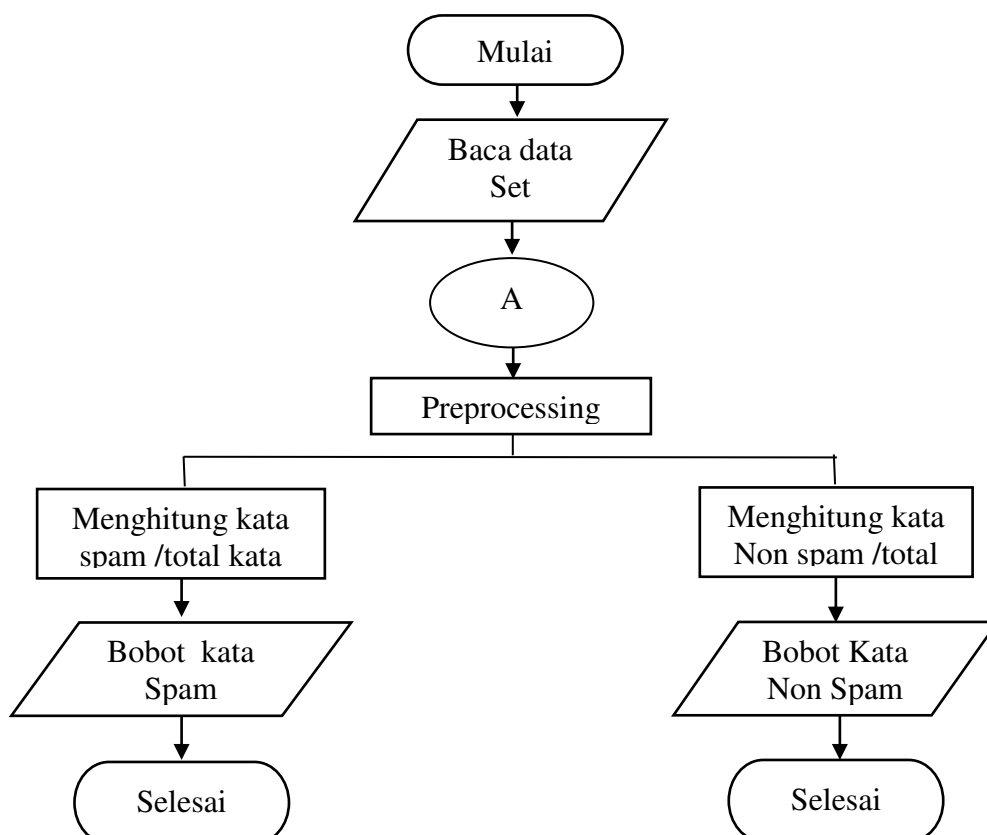 Mulai
Baca data
Set
A
Preprocessing
Menghitung kata
spam /total kata
Menghitung kata
Non spam /total
Bobot kata
Spam
Bobot Kata
Non Spam
Selesai
Selesai